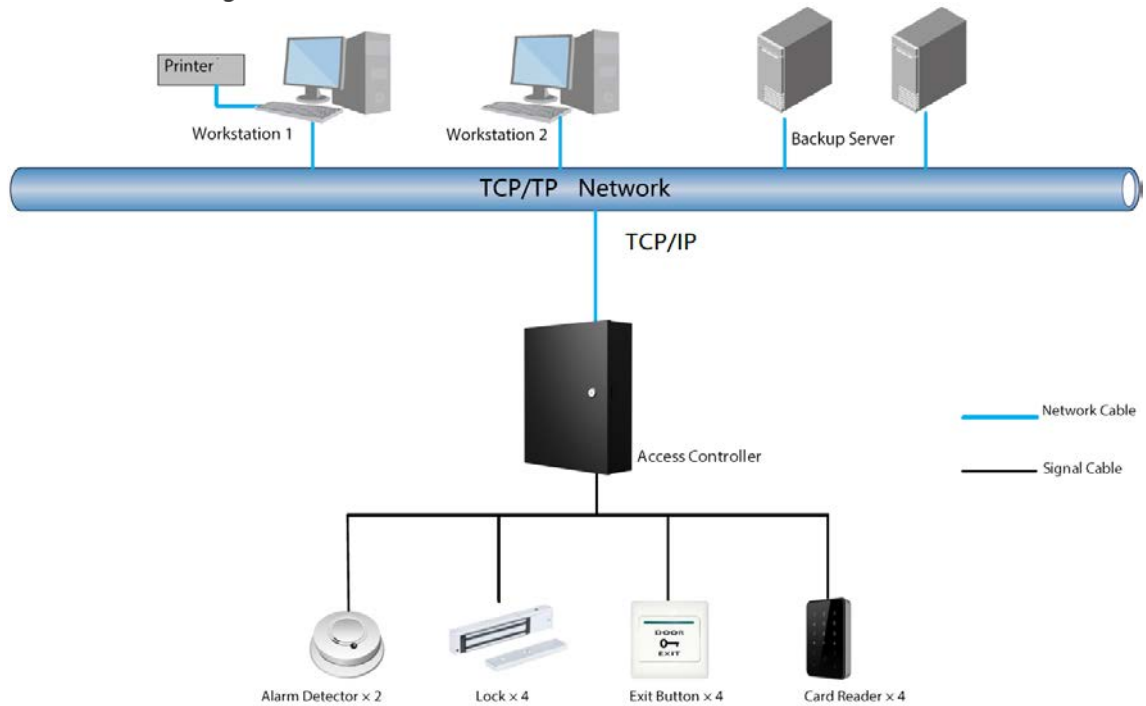 Printer
Workstation 1
Workstation 2
Backup Server
TCP/TP Network
TCP/IP
Access Controller
Network Cable
Signal Cable
DOOR
EXIT
Alarm Detector × 2
Lock × 4
Exit Button × 4
Card Reader × 4